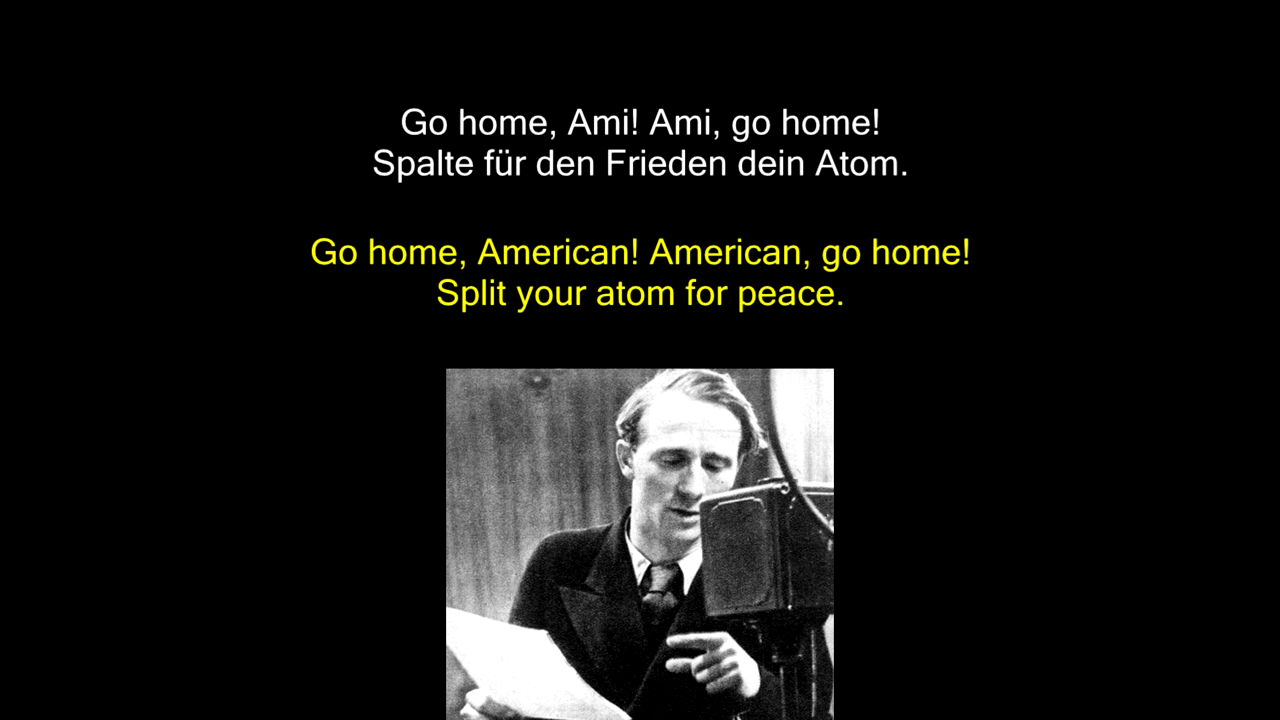 Go home, Ami! Ami, go home!
Spalte für den Frieden dein Atom.
Go home, American! American, go home!
Split your atom for peace.